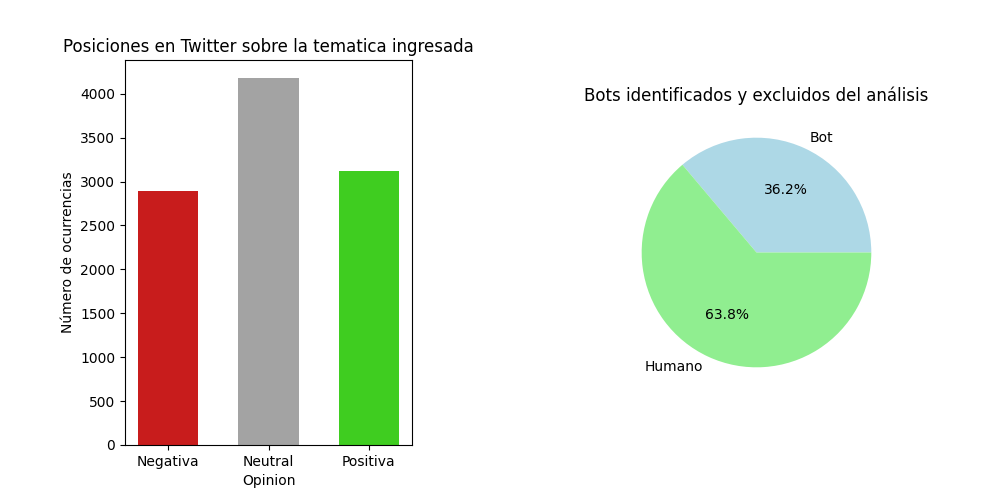 Posiciones en Twitter sobre la tematica ingresada
Número de ocurrencias
4000
3500
3000
2500
2000
1500
1000
500
0
Negativa
Neutral
Positiva
Opinion
Bots identificados y excluidos del análisis
Bot
36.2%
63.8%
Humano